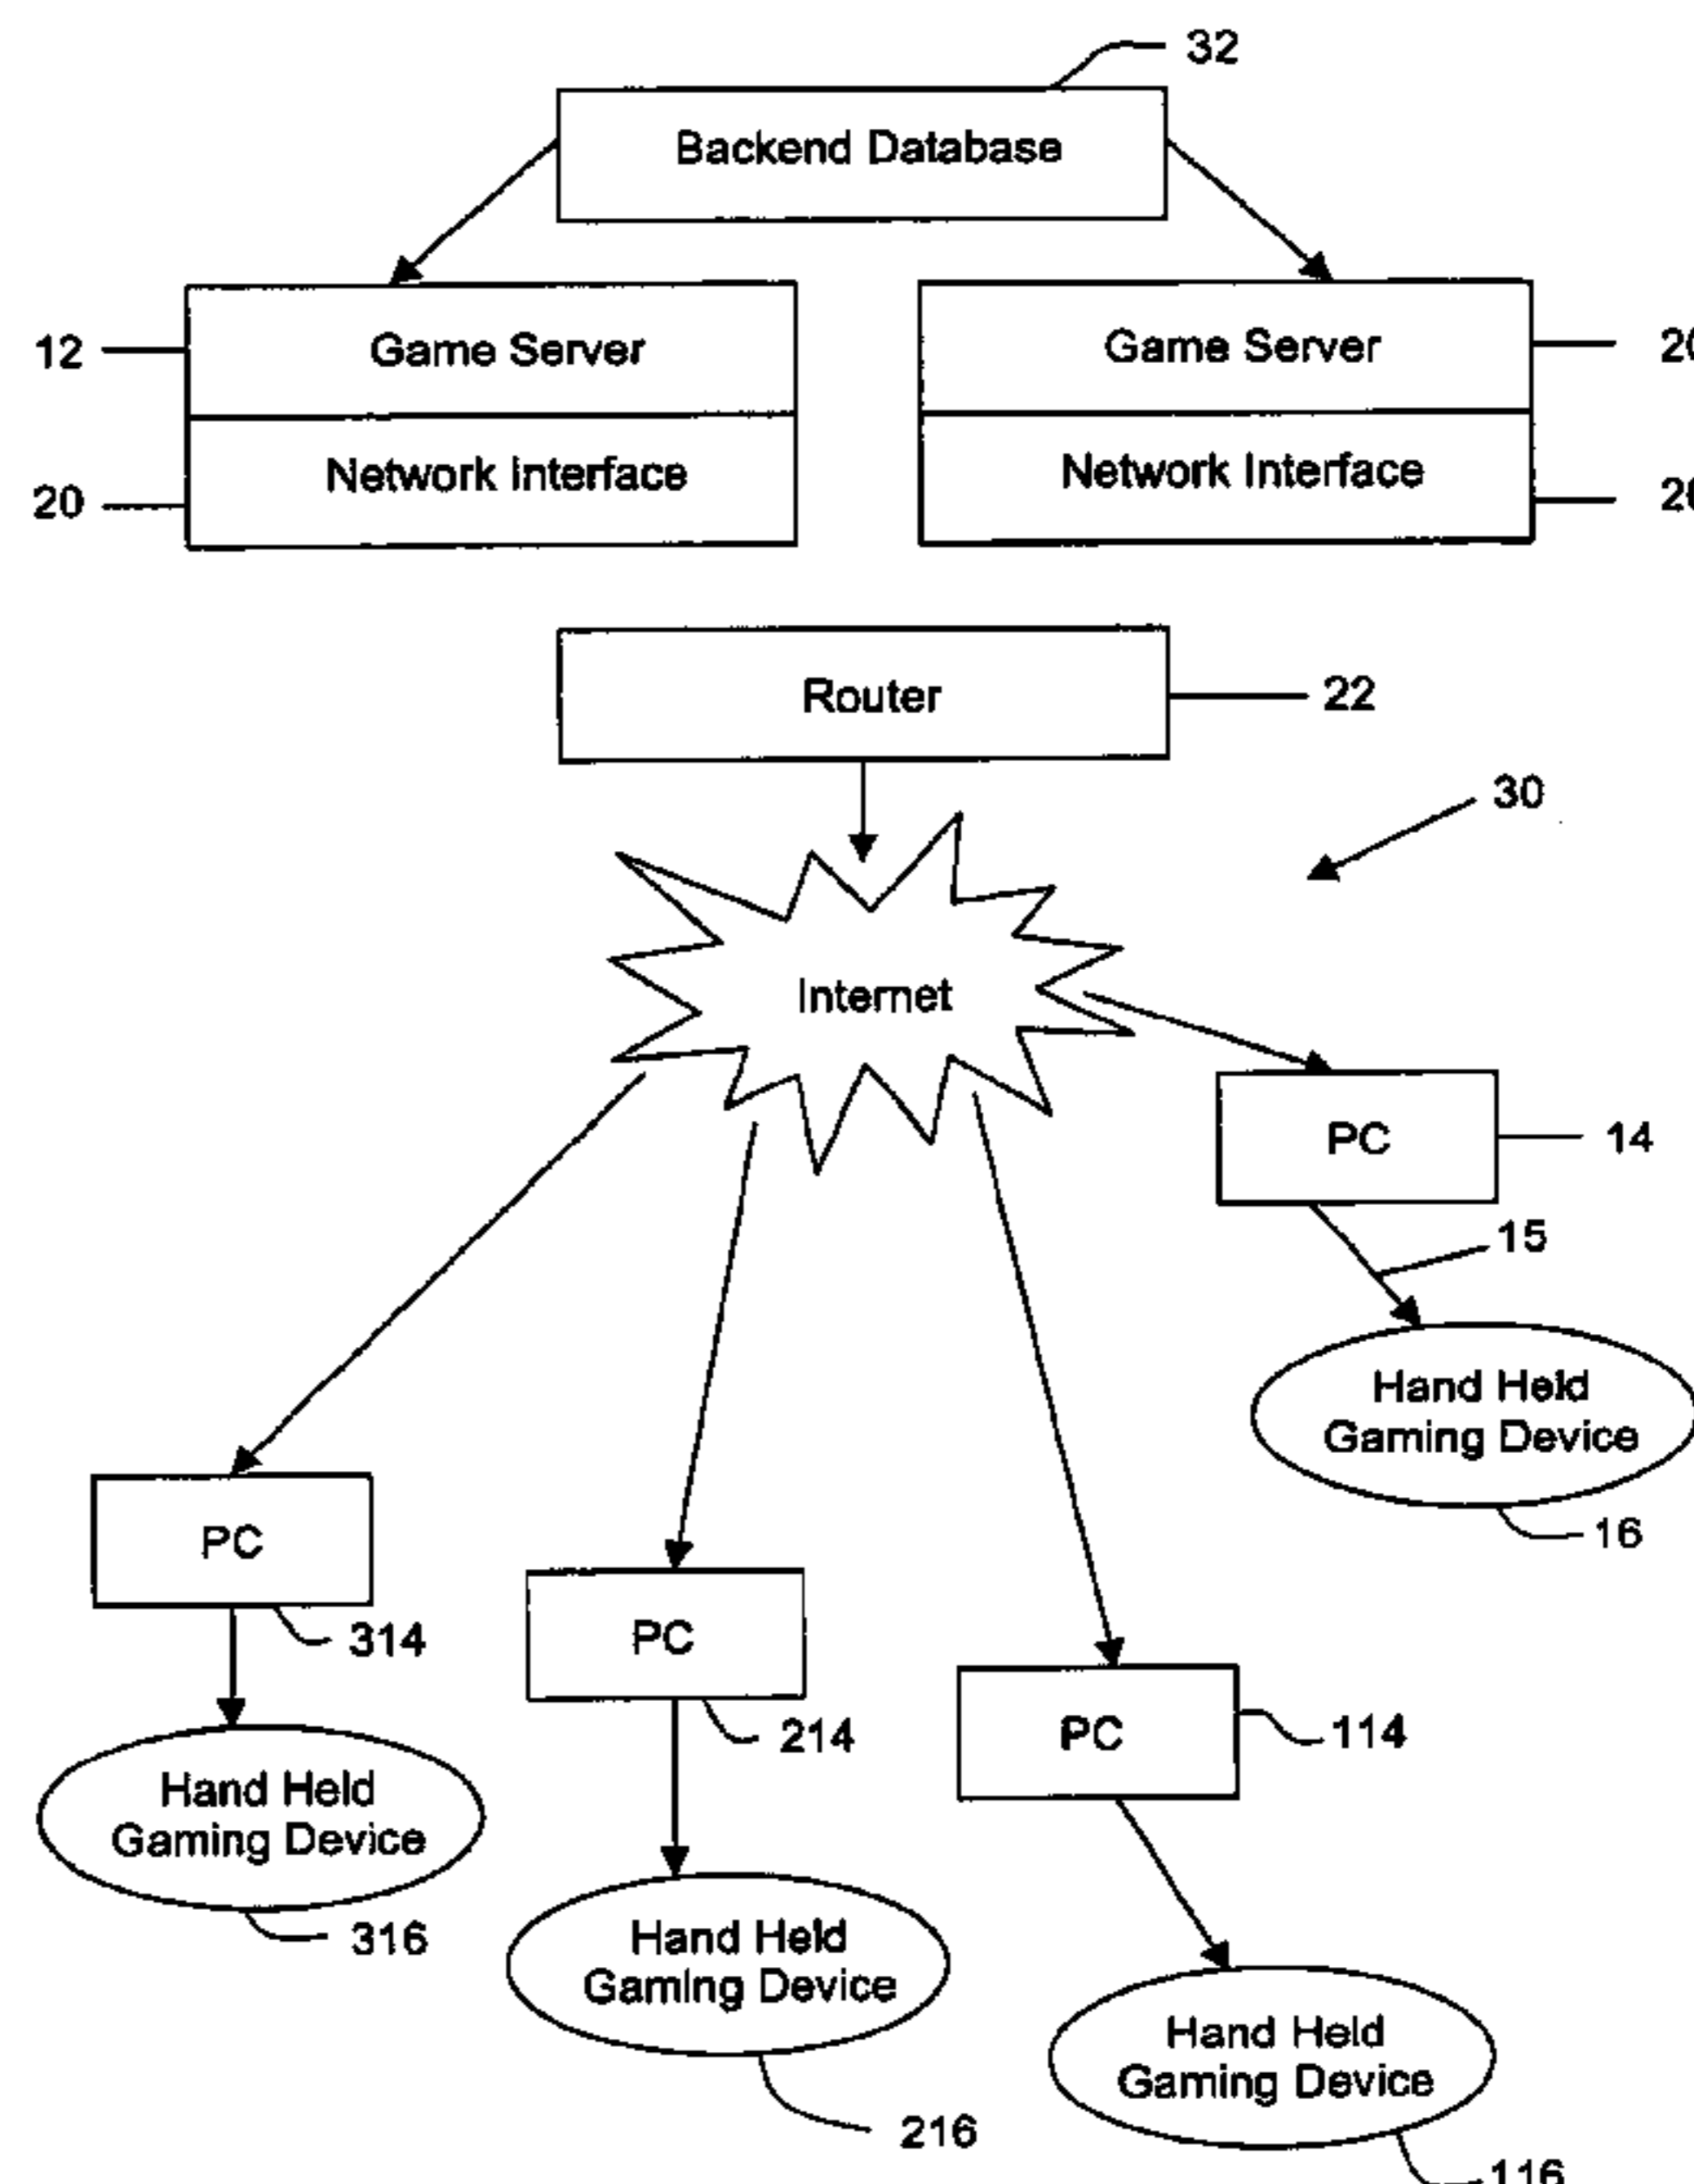 32
Backend Database
12
Game Server
Game Server
20
Network Interface
Network Interface
Router
22
30
Internet
PC
14
15
Hand Held
Gaming Device
16
PC
314
PC
214
PC
114
Hand Held
Gaming Device
316
Hand Held
Gaming Device
216
Hand Held
Gaming Device
116